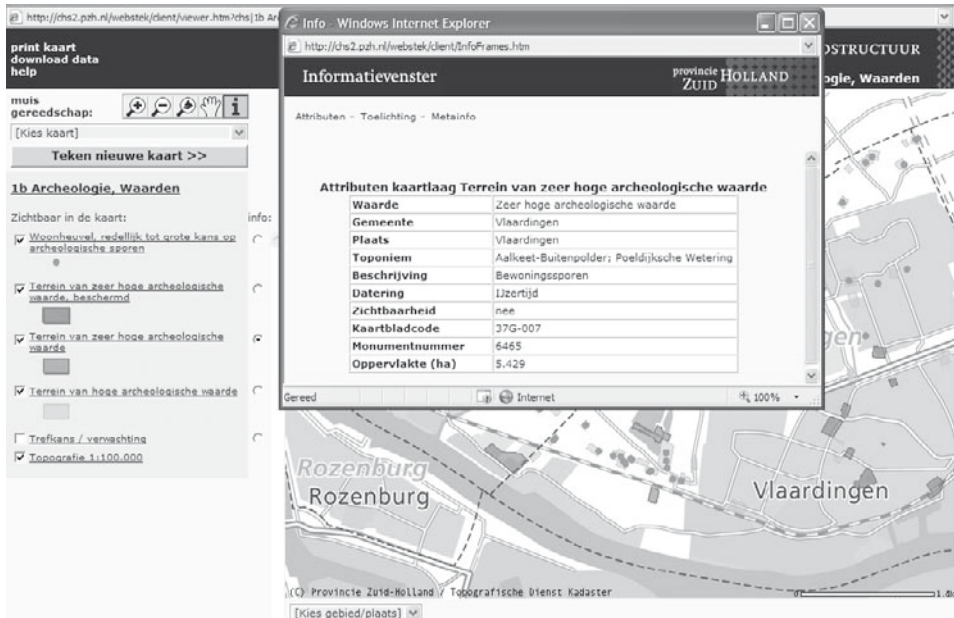 http://chs2.pzh.nl/webstek/client/viewer.htm?chs|1b Ar
print kaart
download data
help
muis
gereedschap:
[Kies kaart]
Teken nieuwe kaart >>
1b Archeologie, Waarden
Zichtbaar in de kaart:
info:
Woonheuvel, redelijk tot grote kans op
archeologische sporen
Terrein van zeer hoge archeologische
waarde, beschermd
Terrein van zeer hoge archeologische
waarde
Terrein van hoge archeologische waarde
Trefkans / verwachting
Topografie 1:100.000
Info - Windows Internet Explorer
http://chs2.pzh.nl/webstek/client/InfoFrames.htm
Informatievenster
provincie HOLLAND
ZUID
Attributen - Toelichting - Metainfo
Attributen kaartlaag Terrein van zeer hoge archeologische waarde
Waarde Zeer hoge archeologische waarde
Gemeente Vlaardingen
Plaats Vlaardingen
Toponiem Aalkeet-Buitenpolder; Poeldijksche Wetering
Beschrijving Bewoningssporen
Datering IJzertijd
Zichtbaarheid nee
Kaartbladcode 37G-007
Monumentnummer 6465
Oppervlakte (ha) 5.429
Gereed
Internet
100%
OSTRUCTUUR
ogie, Waarden
gen
Rozenburg
Rozenburg
Vlaardingen
(C) Provincie Zuid-Holland / Topografische Dienst Kadaster
0
[Kies gebied/plaats]